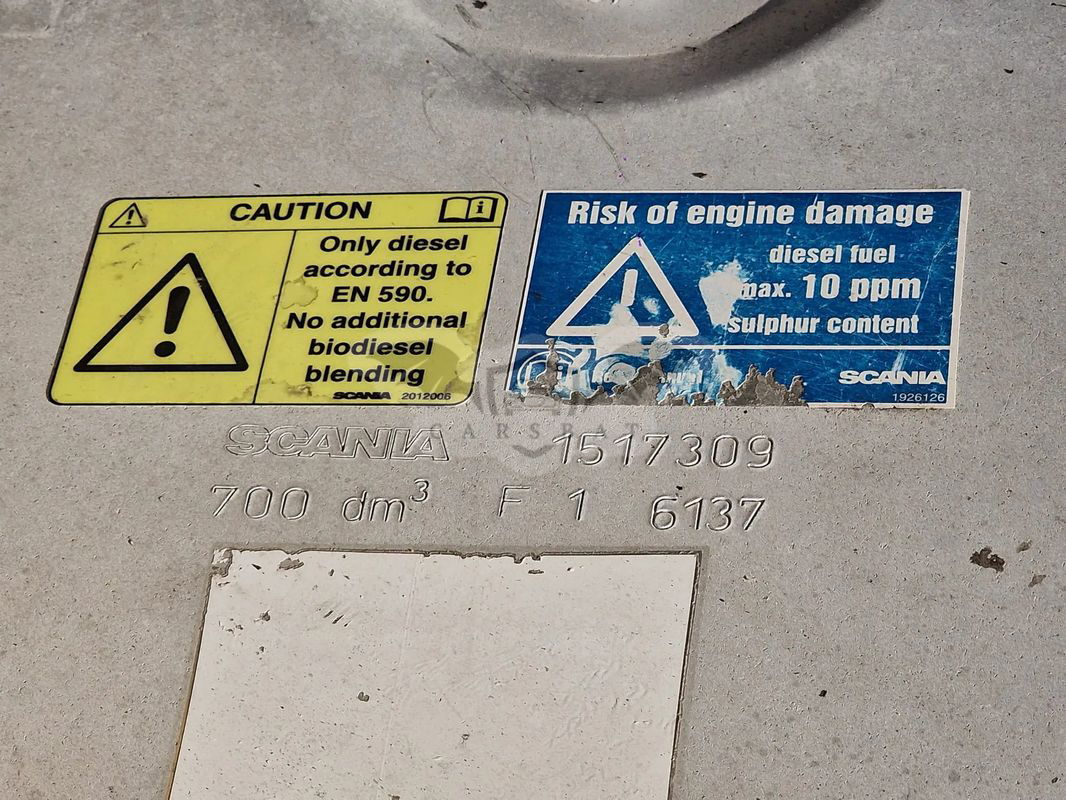 CAUTION
Only diesel
according to
EN 590.
No additional
biodiesel
blending
SCANIA 2012006
Risk of engine damage
diesel fuel
max. 10 ppm
sulphur content
SCANIA
1926126
CARSBAT
SCANIA 1517309
700 dm³ F 1 6137